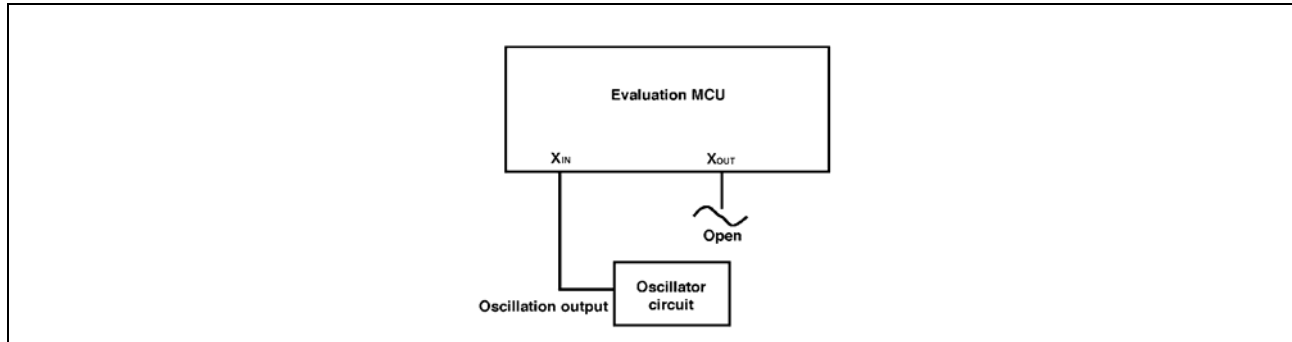 Evaluation MCU
XIN
XOUT
Open
Oscillation output
Oscillator
circuit